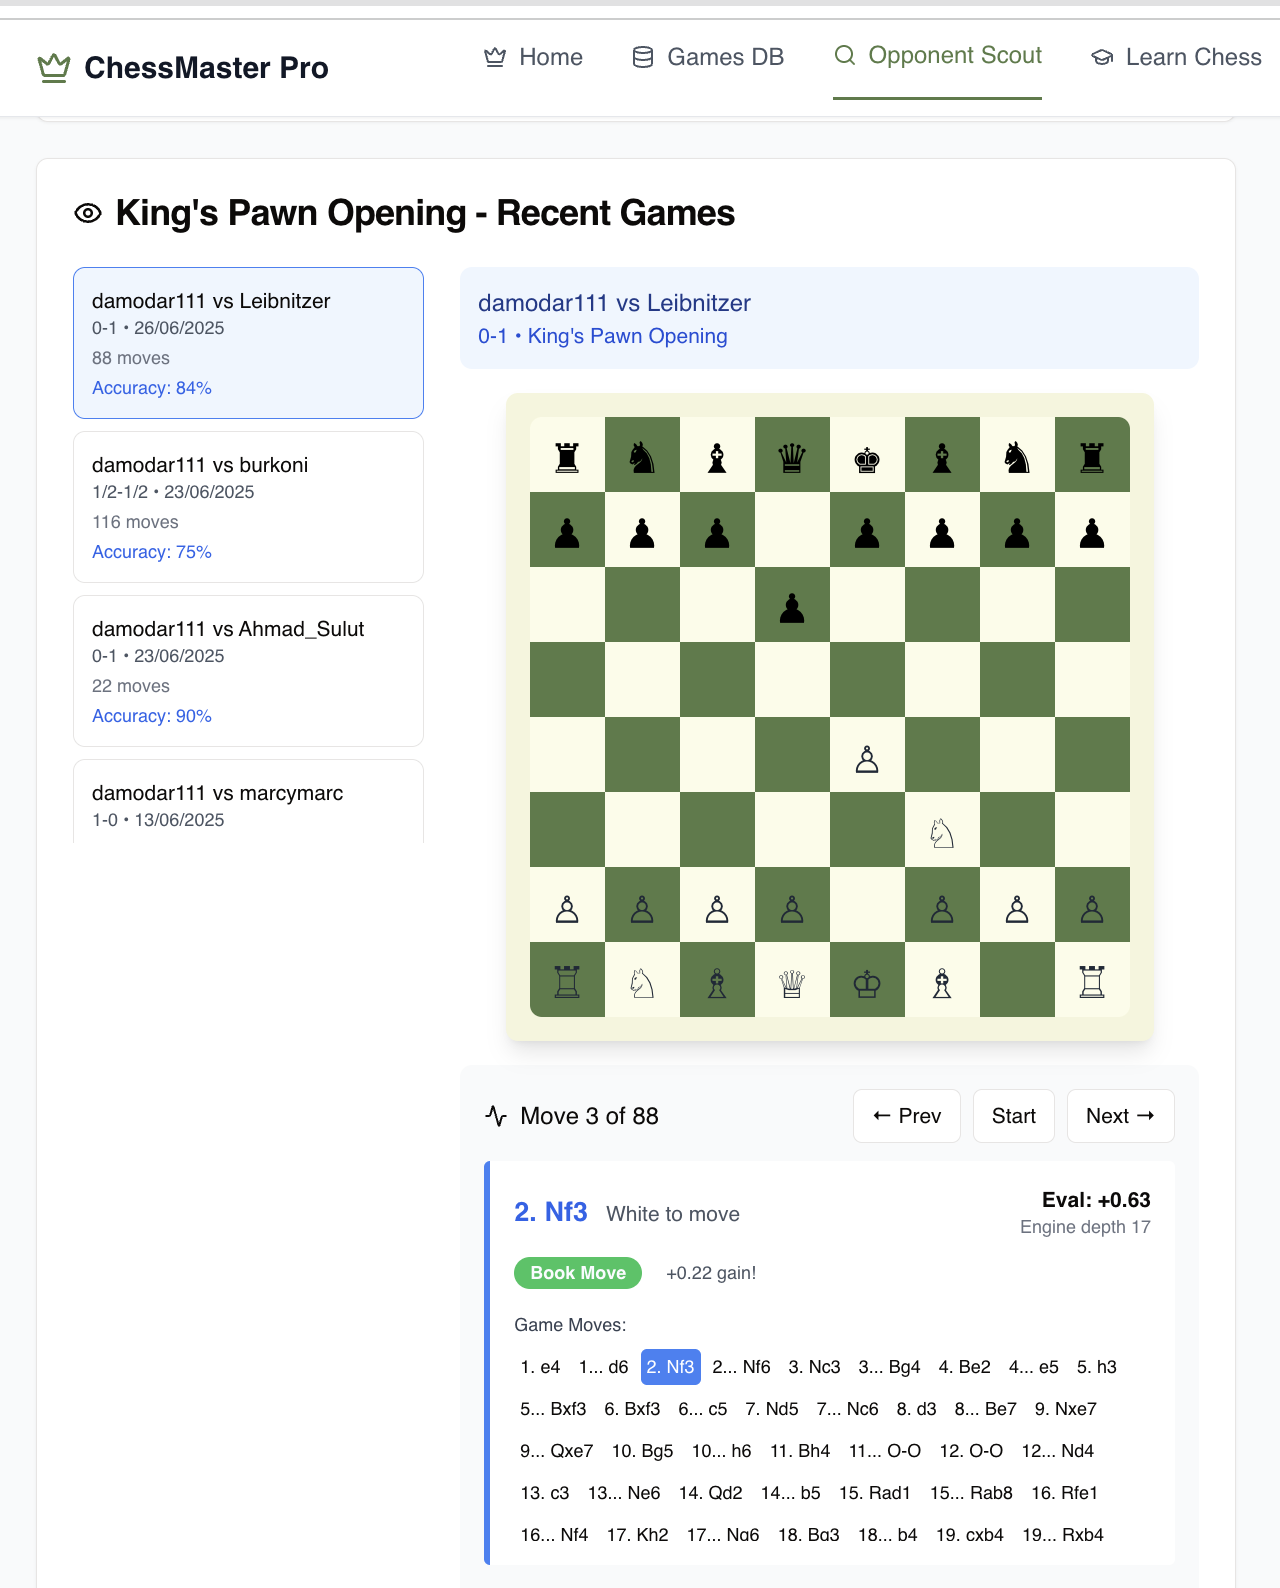 ChessMaster Pro
Home
Games DB
Opponent Scout
Learn Chess
King's Pawn Opening - Recent Games
damodar111 vs Leibnitzer
0-1 • 26/06/2025
88 moves
Accuracy: 84%
damodar111 vs burkoni
1/2-1/2 • 23/06/2025
116 moves
Accuracy: 75%
damodar111 vs Ahmad_Sulut
0-1 • 23/06/2025
22 moves
Accuracy: 90%
damodar111 vs marcymarc
1-0 • 13/06/2025
damodar111 vs Leibnitzer
0-1 • King's Pawn Opening
Move 3 of 88
← Prev
Start
Next →
2. Nf3 White to move
Eval: +0.63
Engine depth 17
Book Move +0.22 gain!
Game Moves:
1. e4 1... d6 2. Nf3 2... Nf6 3. Nc3 3... Bg4 4. Be2 4... e5 5. h3
5... Bxf3 6. Bxf3 6... c5 7. Nd5 7... Nc6 8. d3 8... Be7 9. Nxe7
9... Qxe7 10. Bg5 10... h6 11. Bh4 11... O-O 12. O-O 12... Nd4
13. c3 13... Ne6 14. Qd2 14... b5 15. Rad1 15... Rab8 16. Rfe1
16... Nf4 17. Kh2 17... Ng6 18. Bg3 18... b4 19. cxb4 19... Rxb4